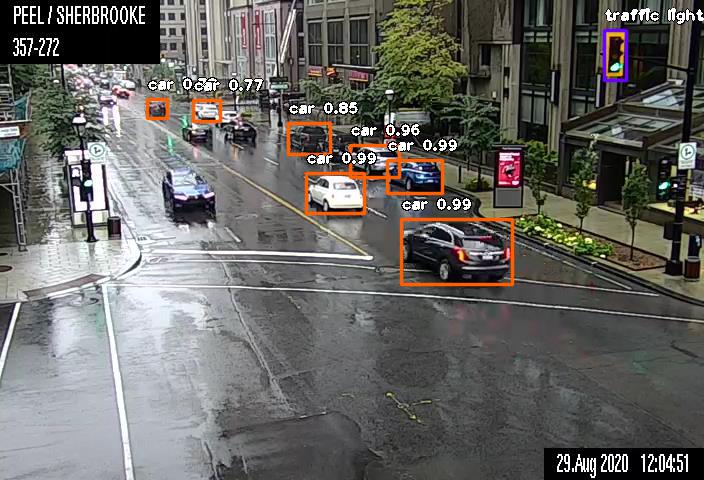 PEEL / SHERBROOKE
357-272
traffic light
car 0.77
car 0.85
car 0.96
car 0.99
car 0.99
car 0.99
29.Aug 2020 12:04:51